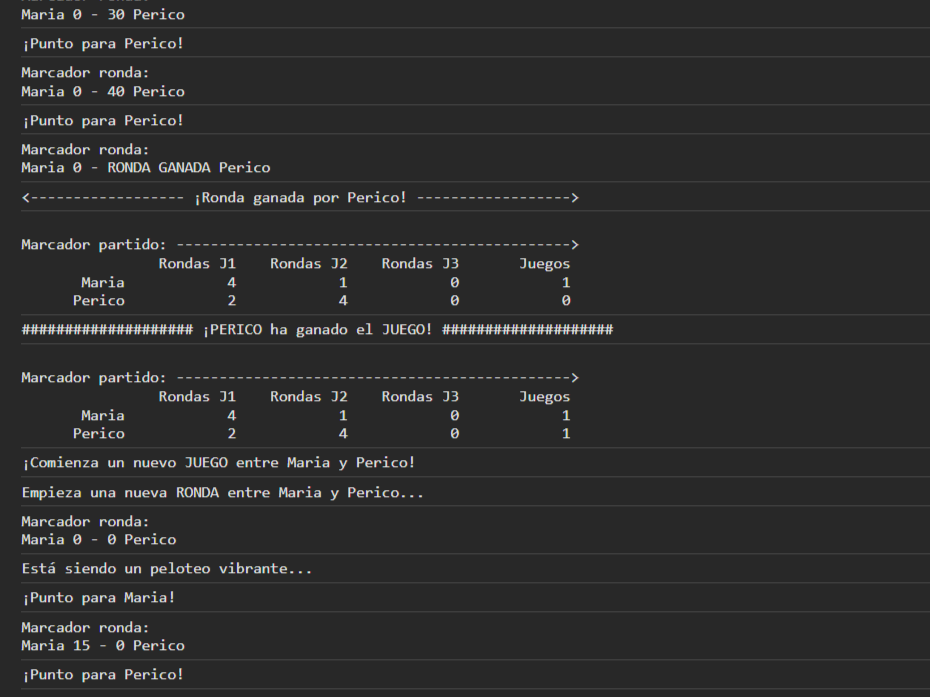 Maria 0 - 30 Perico
¡Punto para Perico!
Marcador ronda:
Maria 0 - 40 Perico
¡Punto para Perico!
Marcador ronda:
Maria 0 - RONDA GANADA Perico
<------------------ ¡Ronda ganada por Perico! ------------------>
Marcador partido: ---------------------------------------------->
Rondas J1 Rondas J2 Rondas J3 Juegos
Maria 4 1 0 1
Perico 2 4 0 0
#################### ¡PERICO ha ganado el JUEGO! ####################
Marcador partido: ---------------------------------------------->
Rondas J1 Rondas J2 Rondas J3 Juegos
Maria 4 1 0 1
Perico 2 4 0 1
¡Comienza un nuevo JUEGO entre Maria y Perico!
Empieza una nueva RONDA entre Maria y Perico...
Marcador ronda:
Maria 0 - 0 Perico
Está siendo un peloteo vibrante...
¡Punto para Maria!
Marcador ronda:
Maria 15 - 0 Perico
¡Punto para Perico!